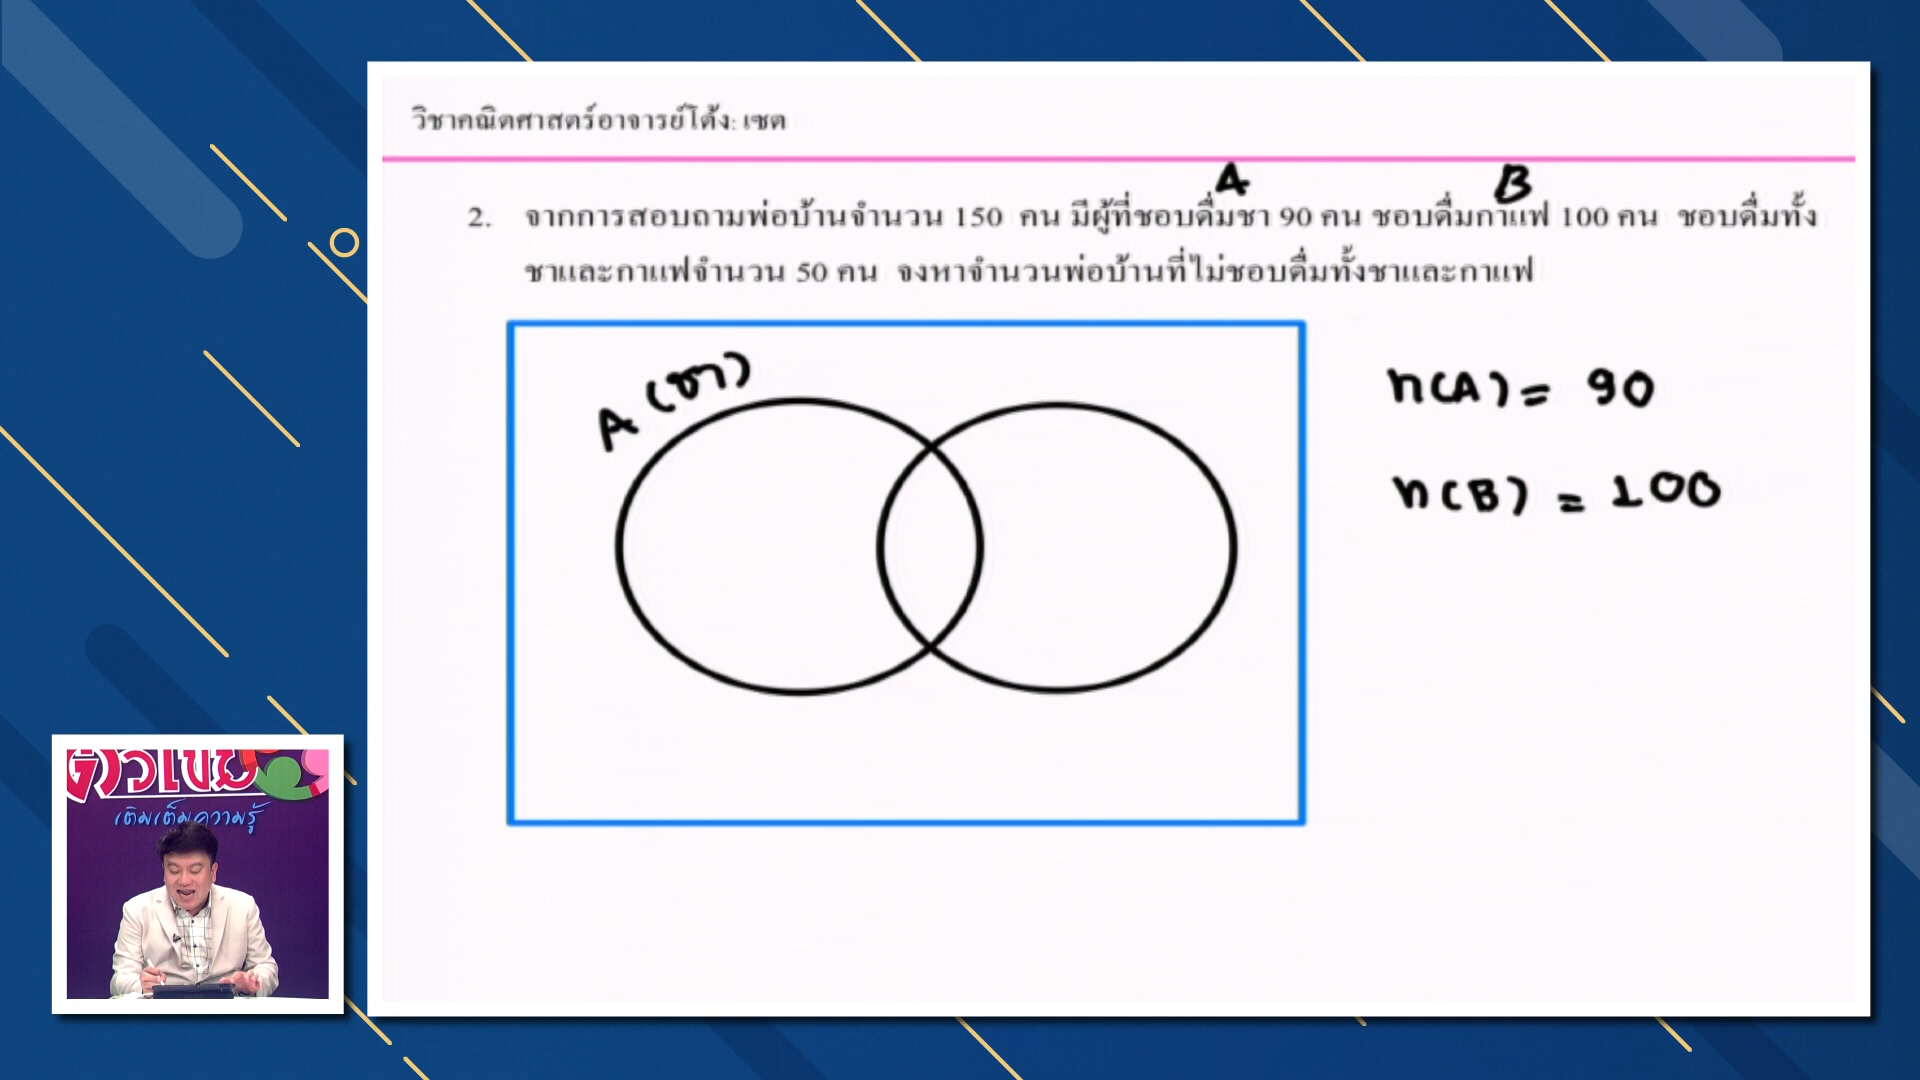 วิชาคณิตศาสตร์อาจารย์โต้ง: เซต
A B
2. จากการสอบถามพ่อบ้านจำนวน 150 คน มีผู้ที่ชอบดื่มชา 90 คน ชอบดื่มกาแฟ 100 คน ชอบดื่มทั้ง
ชาและกาแฟจำนวน 50 คน จงหาจำนวนพ่อบ้านที่ไม่ชอบดื่มทั้งชาและกาแฟ
A (ชา)
n(A) = 90
n(B) = 100
ติวเข้ม
เติมเต็มความรู้